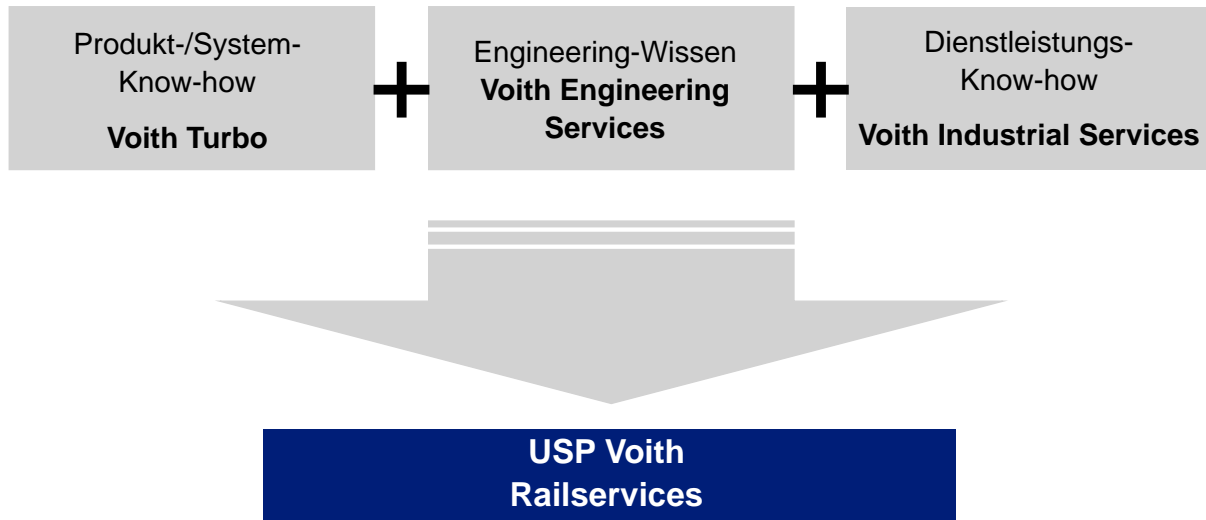 Produkt-/System-
Know-how
Voith Turbo
Engineering-Wissen
Voith Engineering
Services
Dienstleistungs-
Know-how
Voith Industrial Services
USP Voith
Railservices